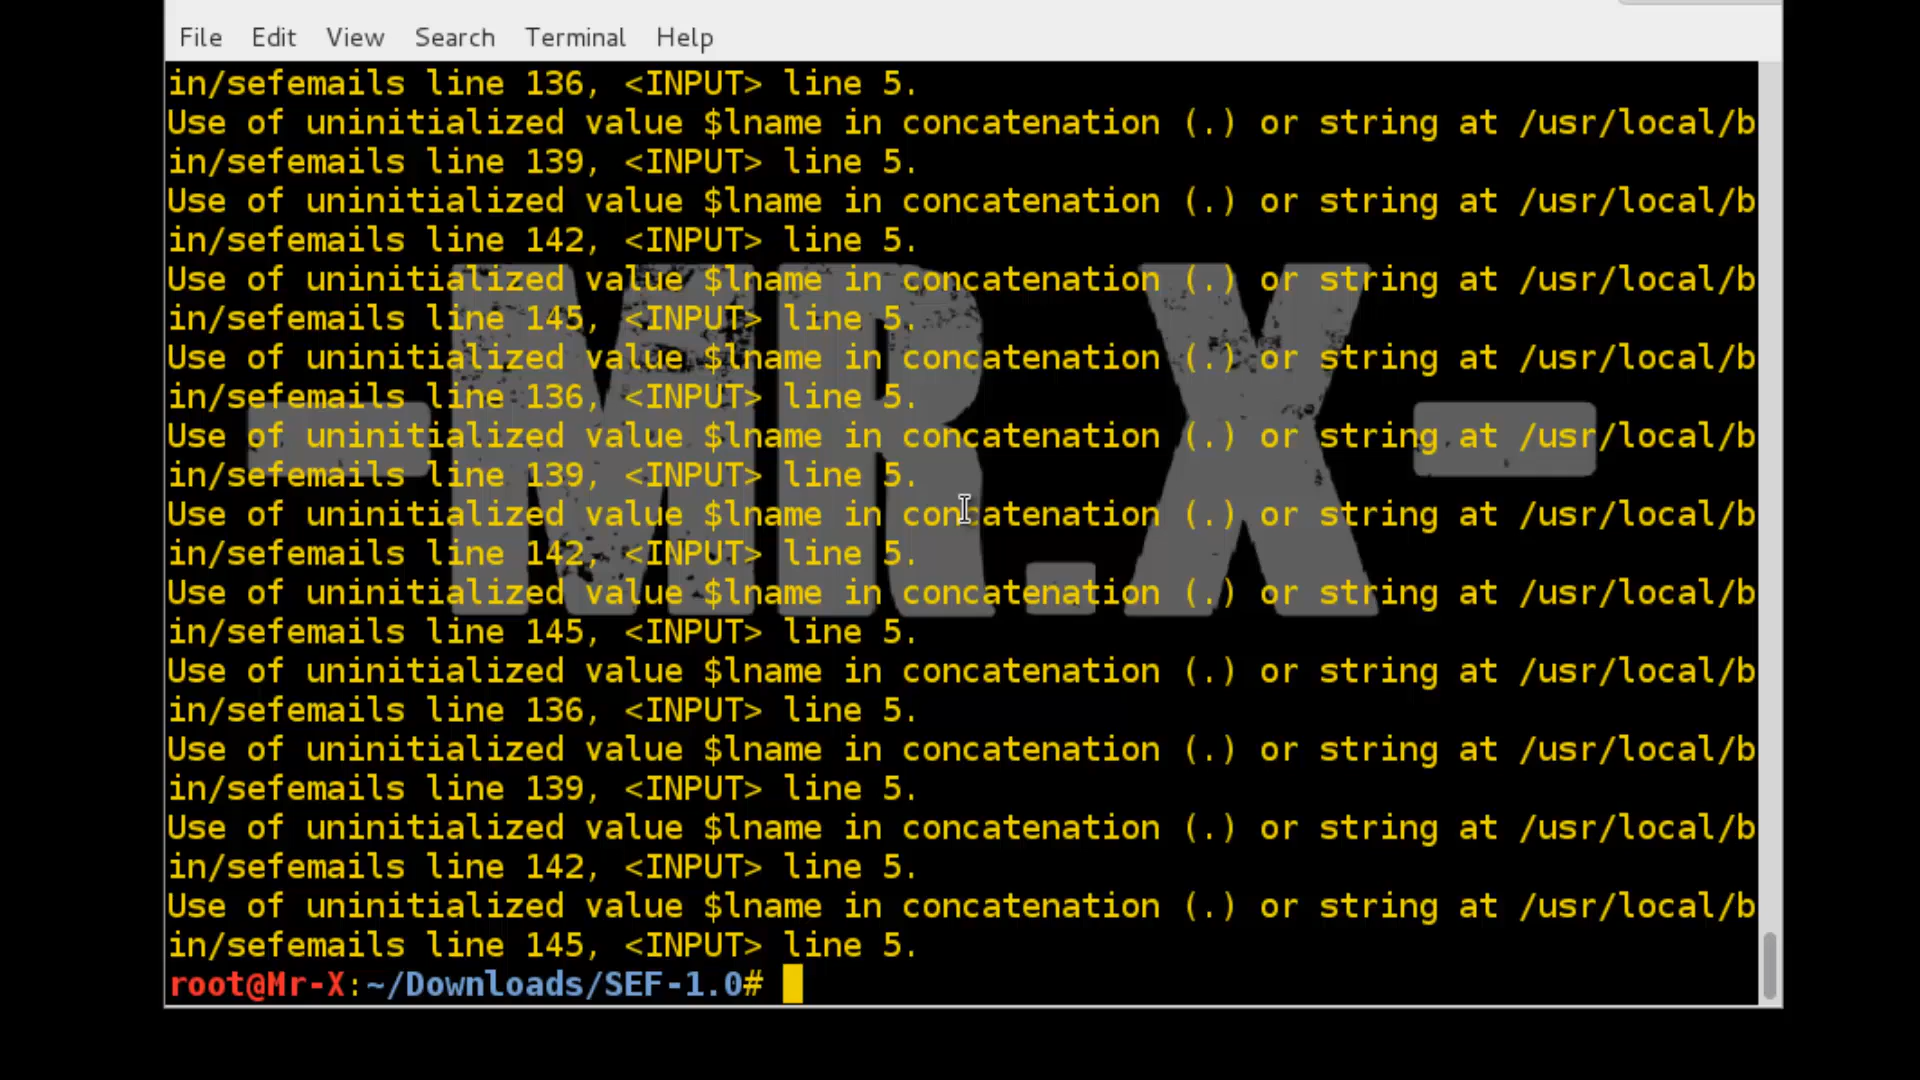 File Edit View Search Terminal Help
in/sefemails line 136, <INPUT> line 5.
Use of uninitialized value $lname in concatenation (.) or string at /usr/local/b
in/sefemails line 139, <INPUT> line 5.
Use of uninitialized value $lname in concatenation (.) or string at /usr/local/b
in/sefemails line 142, <INPUT> line 5.
Use of uninitialized value $lname in concatenation (.) or string at /usr/local/b
in/sefemails line 145, <INPUT> line 5.
Use of uninitialized value $lname in concatenation (.) or string at /usr/local/b
in/sefemails line 136, <INPUT> line 5.
Use of uninitialized value $lname in concatenation (.) or string at /usr/local/b
in/sefemails line 139, <INPUT> line 5.
Use of uninitialized value $lname in concatenation (.) or string at /usr/local/b
in/sefemails line 142, <INPUT> line 5.
Use of uninitialized value $lname in concatenation (.) or string at /usr/local/b
in/sefemails line 145, <INPUT> line 5.
Use of uninitialized value $lname in concatenation (.) or string at /usr/local/b
in/sefemails line 136, <INPUT> line 5.
Use of uninitialized value $lname in concatenation (.) or string at /usr/local/b
in/sefemails line 139, <INPUT> line 5.
Use of uninitialized value $lname in concatenation (.) or string at /usr/local/b
in/sefemails line 142, <INPUT> line 5.
Use of uninitialized value $lname in concatenation (.) or string at /usr/local/b
in/sefemails line 145, <INPUT> line 5.
root@Mr-X:~/Downloads/SEF-1.0#
-MR.X-